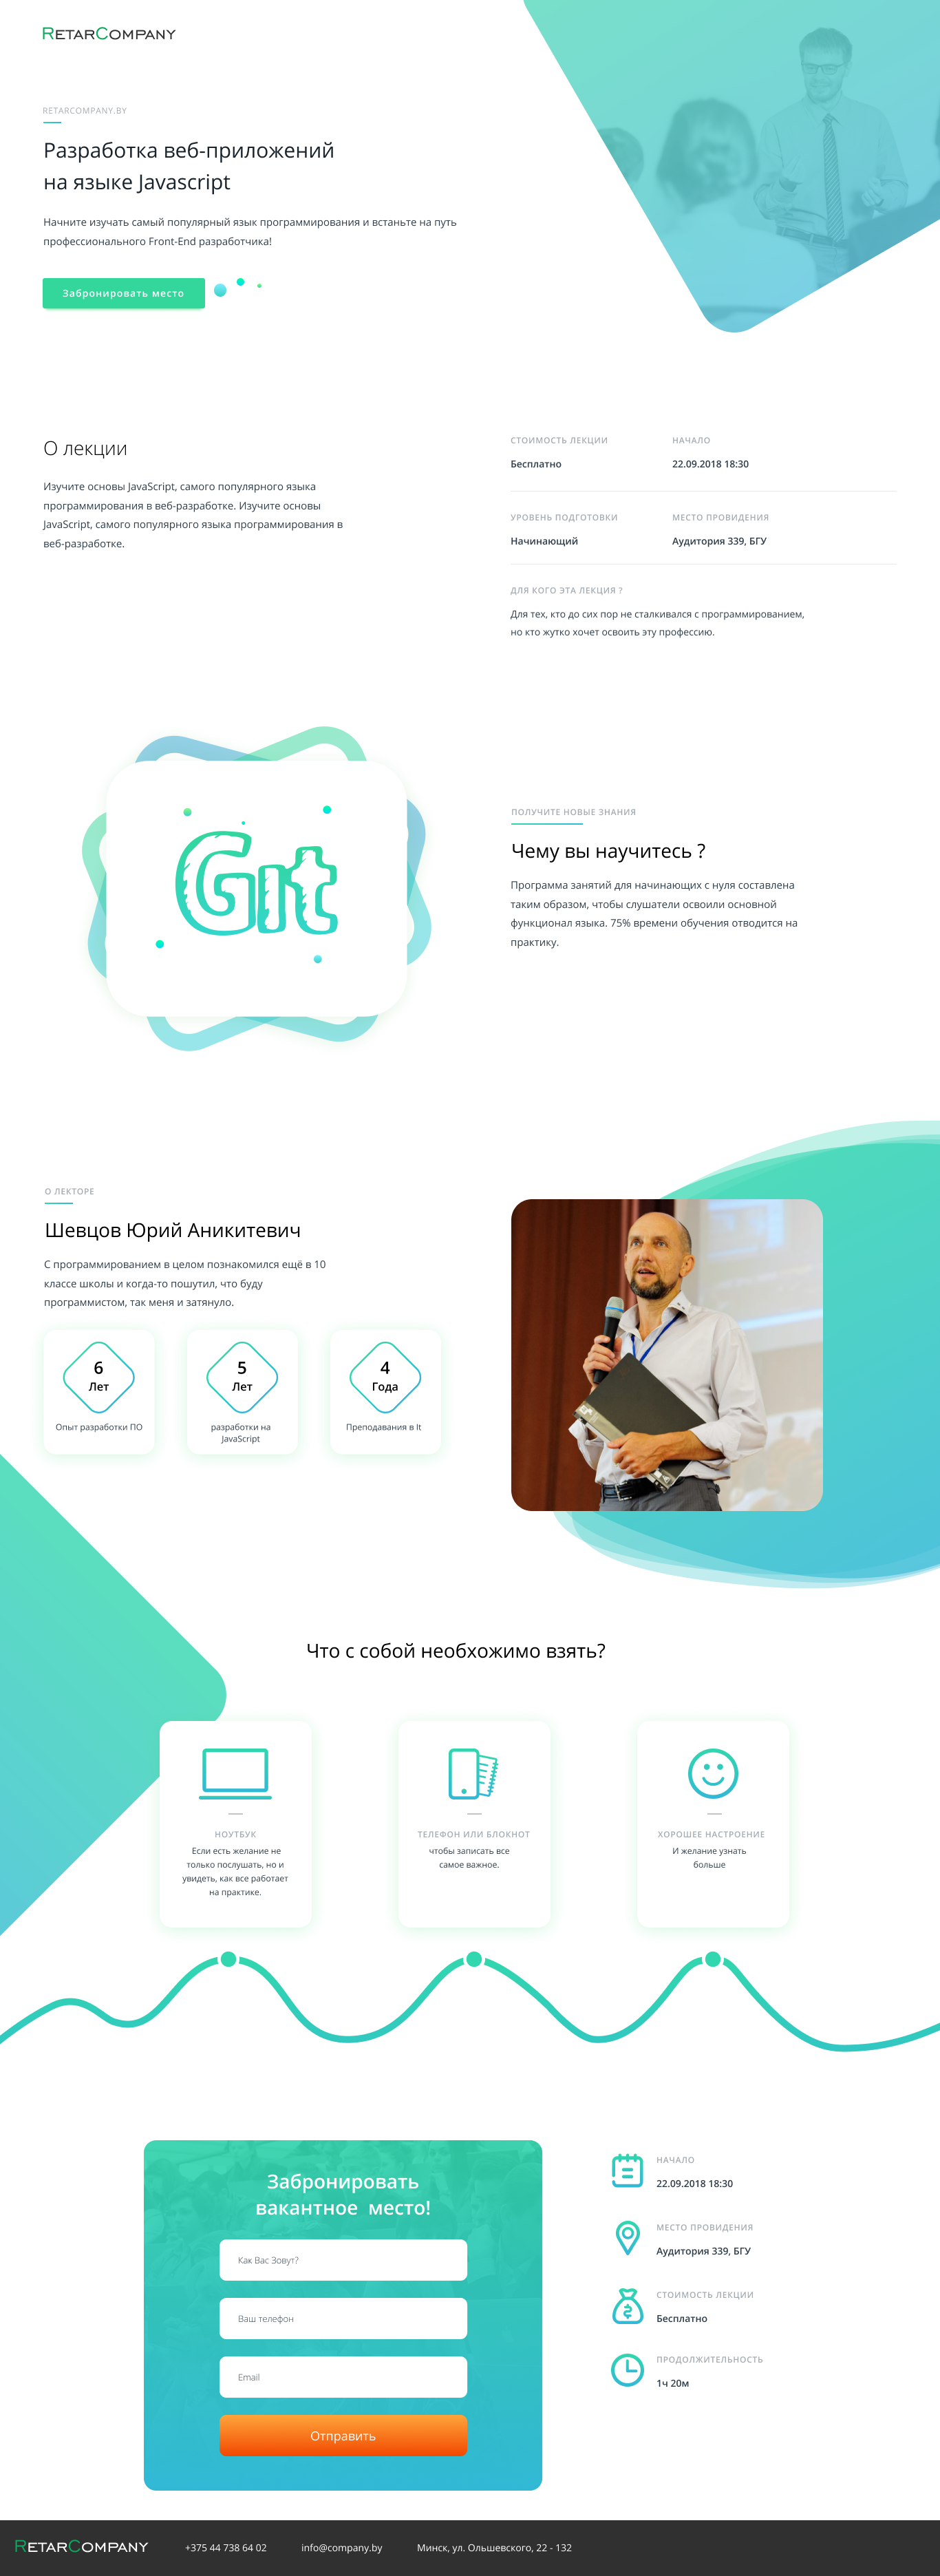 RETARCOMPANY
RETARCOMPANY.BY
Разработка веб-приложений
на языке Javascript
Начните изучать самый популярный язык программирования и встаньте на путь
профессионального Front-End разработчика!
Забронировать место
О лекции
Изучите основы JavaScript, самого популярного языка
программирования в веб-разработке. Изучите основы
JavaScript, самого популярного языка программирования в
веб-разработке.
СТОИМОСТЬ ЛЕКЦИИ
Бесплатно
НАЧАЛО
22.09.2018 18:30
УРОВЕНЬ ПОДГОТОВКИ
Начинающий
МЕСТО ПРОВИДЕНИЯ
Аудитория 339, БГУ
ДЛЯ КОГО ЭТА ЛЕКЦИЯ ?
Для тех, кто до сих пор не сталкивался с программированием,
но кто жутко хочет освоить эту профессию.
Git
ПОЛУЧИТЕ НОВЫЕ ЗНАНИЯ
Чему вы научитесь ?
Программа занятий для начинающих с нуля составлена
таким образом, чтобы слушатели освоили основной
функционал языка. 75% времени обучения отводится на
практику.
О ЛЕКТОРЕ
Шевцов Юрий Аникитевич
С программированием в целом познакомился ещё в 10
классе школы и когда-то пошутил, что буду
программистом, так меня и затянуло.
6
Лет
Опыт разработки ПО
5
Лет
разработки на
JavaScript
4
Года
Преподавания в It
Что с собой необхожимо взять?
НОУТБУК
Если есть желание не
только послушать, но и
увидеть, как все работает
на практике.
ТЕЛЕФОН ИЛИ БЛОКНОТ
чтобы записать все
самое важное.
ХОРОШЕЕ НАСТРОЕНИЕ
И желание узнать
больше
Забронировать
вакантное место!
Как Вас Зовут?
Ваш телефон
Email
Отправить
НАЧАЛО
22.09.2018 18:30
МЕСТО ПРОВИДЕНИЯ
Аудитория 339, БГУ
СТОИМОСТЬ ЛЕКЦИИ
Бесплатно
ПРОДОЛЖИТЕЛЬНОСТЬ
1ч 20м
RETARCOMPANY
+375 44 738 64 02
info@company.by
Минск, ул. Ольшевского, 22 - 132